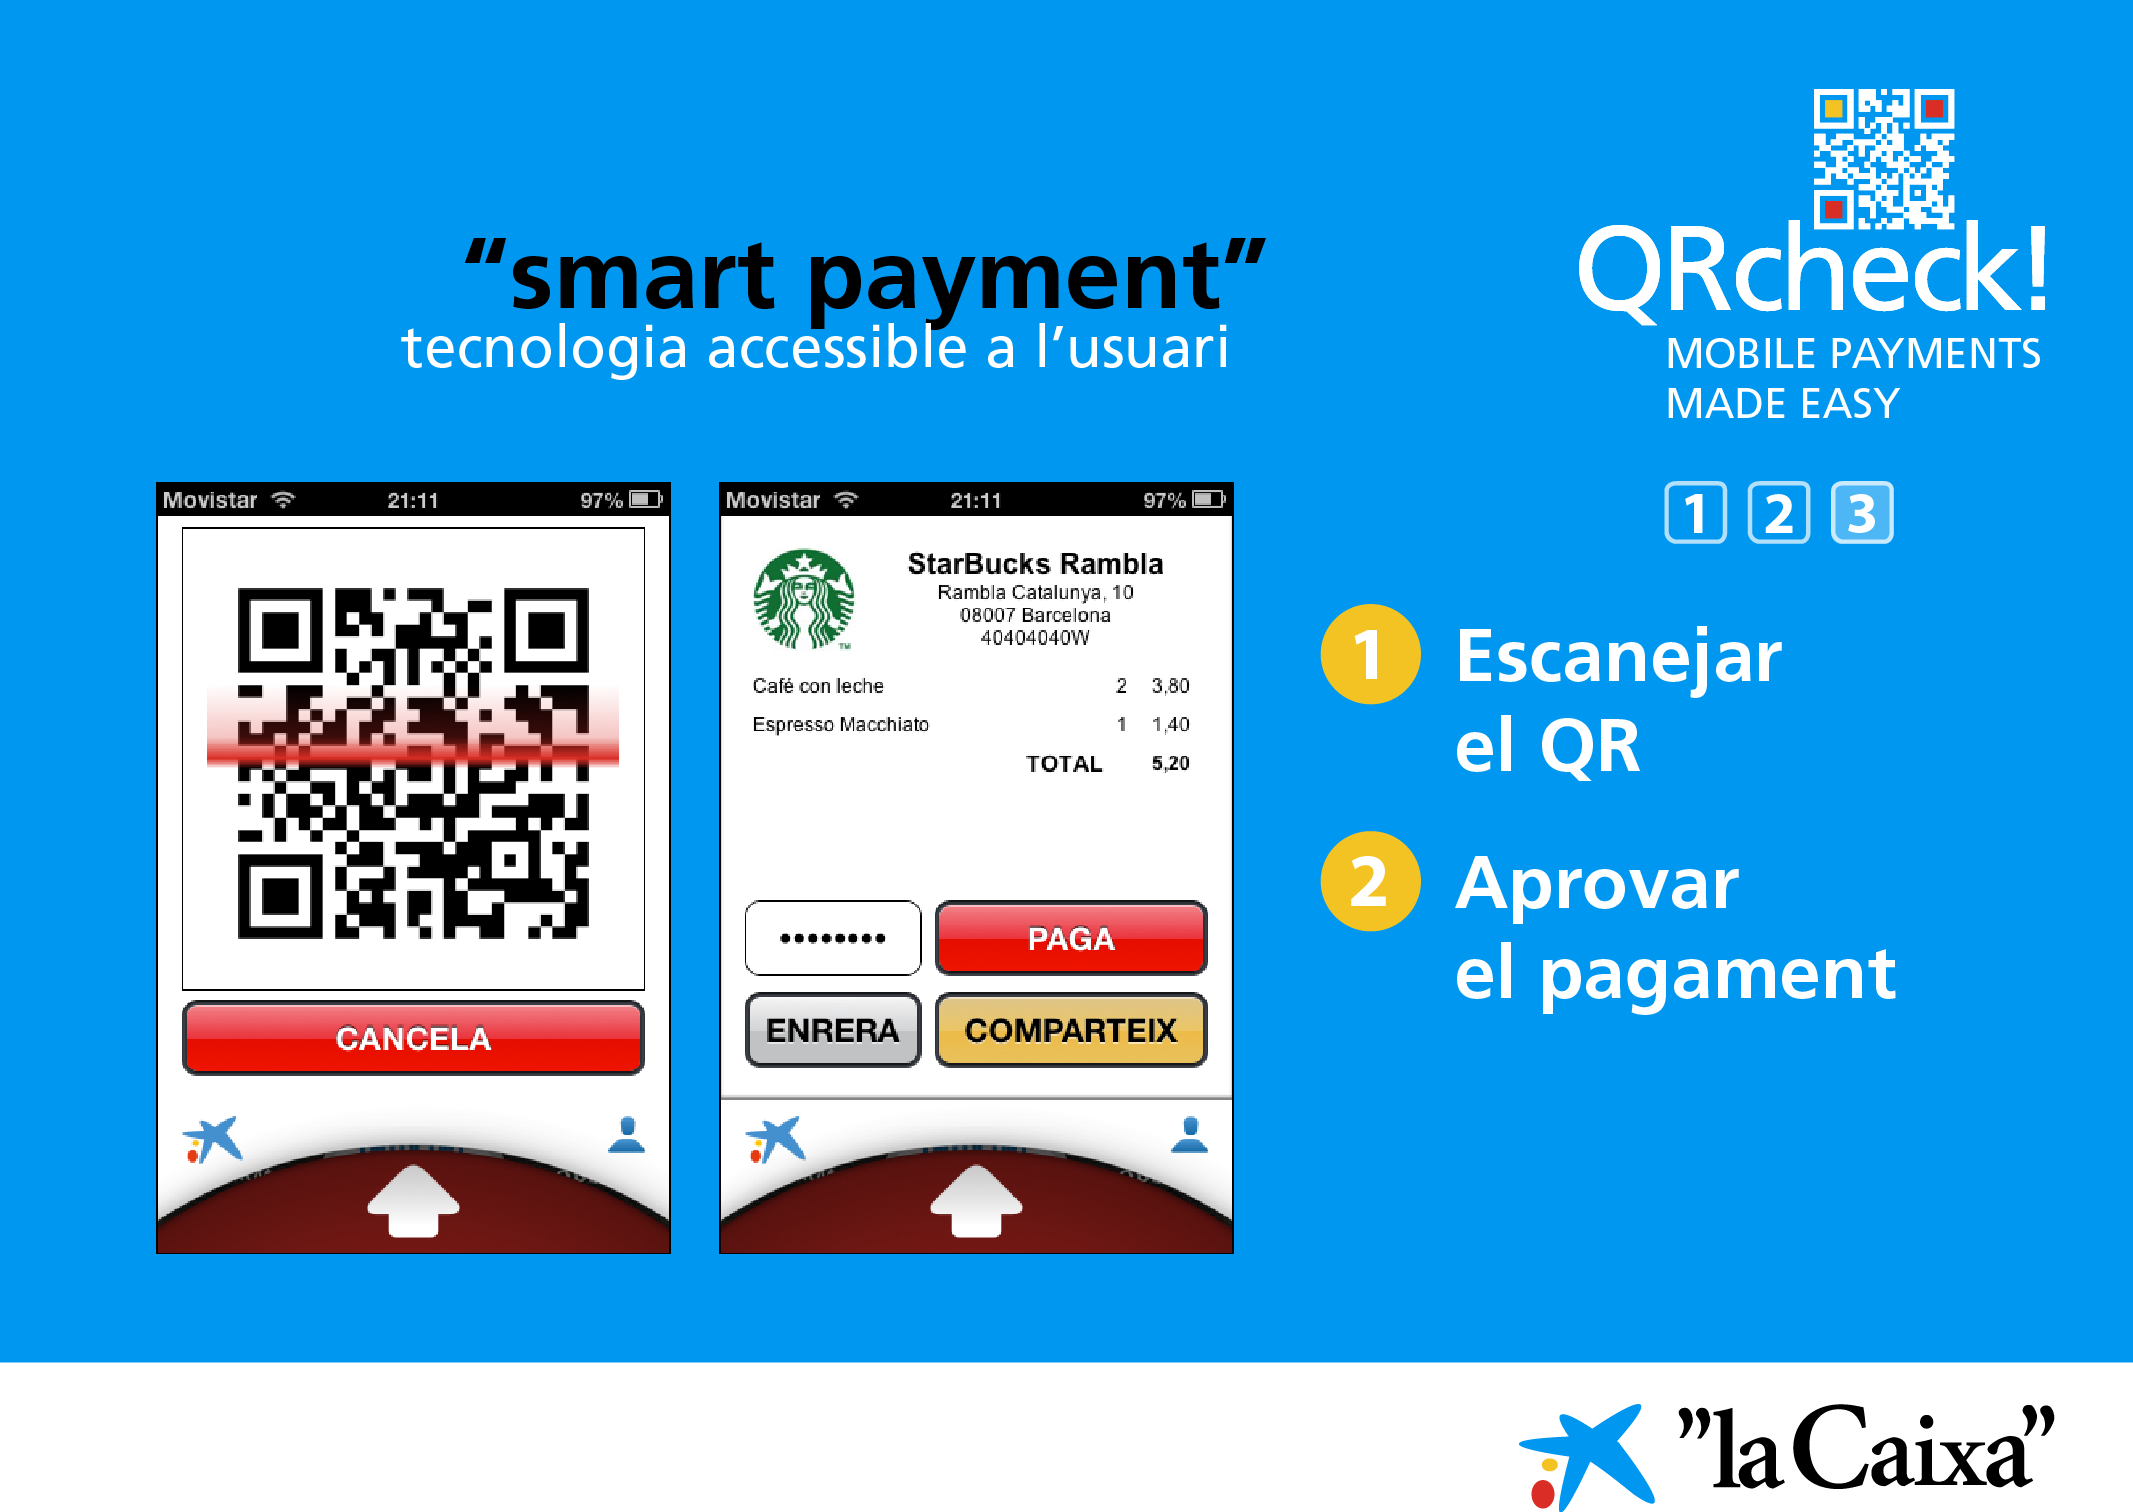 “smart payment”
tecnologia accessible a l’usuari
QRcheck!
MOBILE PAYMENTS
MADE EASY
1 2 3
Movistar 21:11 97%
CANCELA
Movistar 21:11 97%
StarBucks Rambla
Rambla Catalunya, 10
08007 Barcelona
40404040W
Café con leche 2 3,80
Espresso Macchiato 1 1,40
TOTAL 5,20
•••••••• PAGA
ENRERA COMPARTEIX
1 Escanejar
el QR
2 Aprovar
el pagament
”la Caixa”